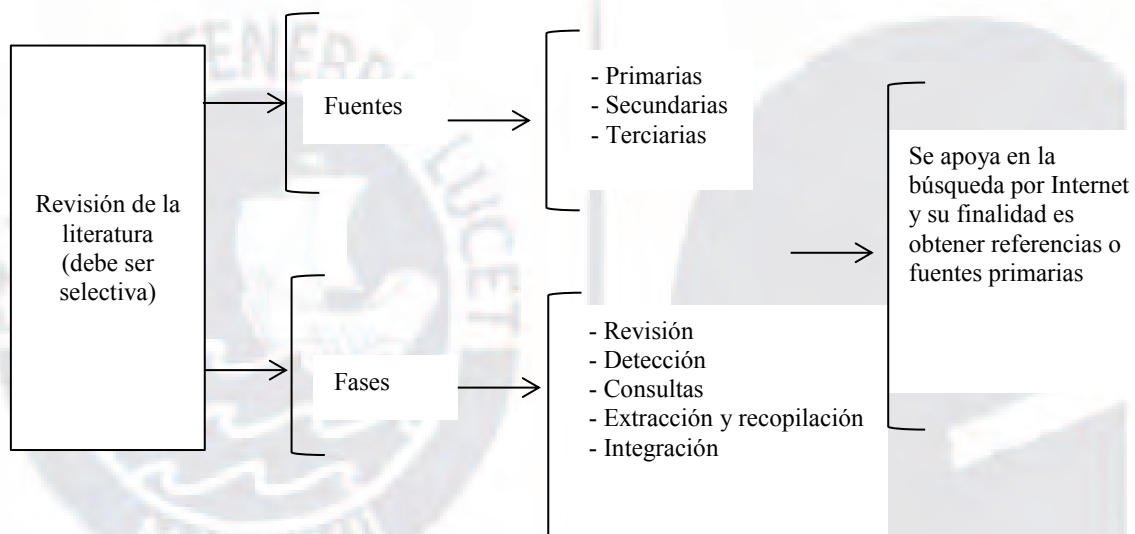 Revisión de la
literatura
(debe ser
selectiva)
Fuentes
- Primarias
- Secundarias
- Terciarias
Fases
- Revisión
- Detección
- Consultas
- Extracción y recopilación
- Integración
Se apoya en la
búsqueda por Internet
y su finalidad es
obtener referencias o
fuentes primarias
LUCET